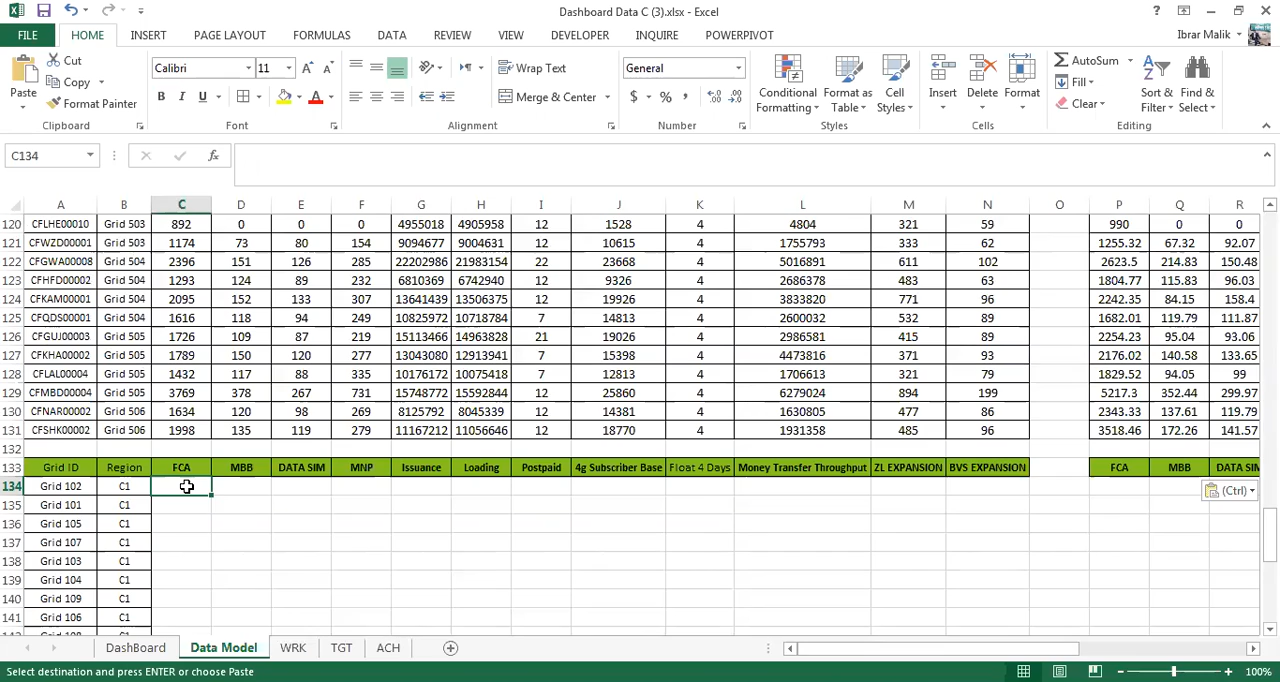 Dashboard Data C (3).xlsx - Excel
FILE HOME INSERT PAGE LAYOUT FORMULAS DATA REVIEW VIEW DEVELOPER INQUIRE POWERPIVOT Ibrar Malik
Paste
Cut
Copy
Format Painter
Clipboard
Calibri 11
B I U
Font
Wrap Text
Merge & Center
Alignment
General
$ % ,
Number
Conditional Formatting
Format as Table
Cell Styles
Styles
Insert Delete Format
Cells
AutoSum
Fill
Clear
Sort & Filter
Find & Select
Editing
C134 fx
A B C D E F G H I J K L M N O P Q R
120 CFLHE00010 Grid 503 892 0 0 0 4955018 4905958 12 1528 4 4804 321 59 990 0 0
121 CFWZD00001 Grid 503 1174 73 80 154 9094677 9004631 12 10615 4 1755793 333 62 1255.32 67.32 92.07
122 CFGWA00008 Grid 504 2396 151 126 285 22202986 21983154 22 23668 4 5016891 611 102 2623.5 214.83 150.48
123 CFHFD00002 Grid 504 1293 124 89 232 6810369 6742940 12 9326 4 2686378 483 63 1804.77 115.83 96.03
124 CFKAM00001 Grid 504 2095 152 133 307 13641439 13506375 12 19926 4 3833820 771 96 2242.35 84.15 158.4
125 CFQDS00001 Grid 504 1616 118 94 249 10825972 10718784 7 14813 4 2600032 532 89 1682.01 119.79 111.87
126 CFGUJ00003 Grid 505 1726 109 87 219 15113466 14963828 21 19026 4 2986581 415 89 2254.23 95.04 93.06
127 CFKHA00002 Grid 505 1789 150 120 277 13043080 12913941 7 15398 4 4473816 371 93 2176.02 140.58 133.65
128 CFLAL00004 Grid 505 1432 117 88 335 10176172 10075418 7 12813 4 1706613 321 79 1829.52 94.05 99
129 CFMBD00004 Grid 505 3769 378 267 731 15748772 15592844 12 25860 4 6279024 894 199 5217.3 352.44 299.97
130 CFNAR00002 Grid 506 1634 120 98 269 8125792 8045339 12 14381 4 1630805 477 86 2343.33 137.61 119.79
131 CFSHK00002 Grid 506 1998 135 119 279 11167212 11056646 12 18770 4 1931358 485 96 3518.46 172.26 141.57
132
133 Grid ID Region FCA MBB DATA SIM MNP Issuance Loading Postpaid 4g Subscriber Base Float 4 Days Money Transfer Throughput ZL EXPANSION BVS EXPANSION FCA MBB DATA SIM
134 Grid 102 C1 (Ctrl)
135 Grid 101 C1
136 Grid 105 C1
137 Grid 107 C1
138 Grid 103 C1
139 Grid 104 C1
140 Grid 109 C1
141 Grid 106 C1
DashBoard Data Model WRK TGT ACH
Select destination and press ENTER or choose Paste 100%